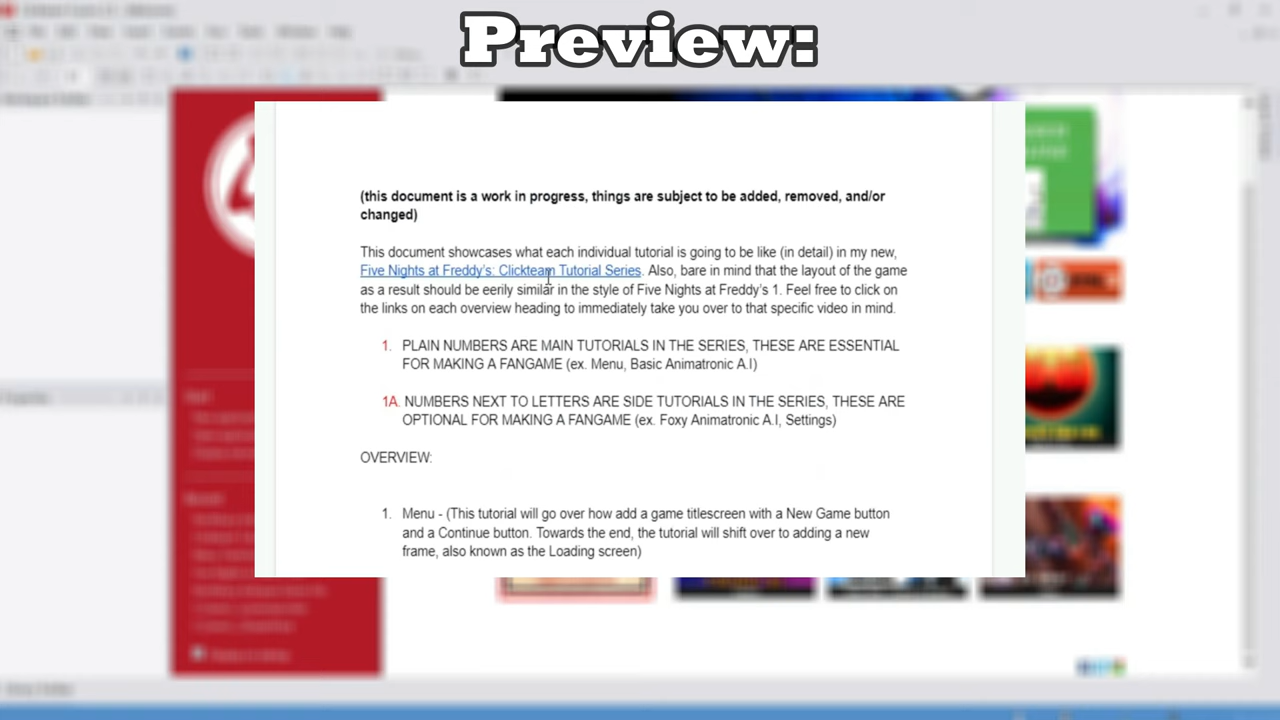 Preview:
(this document is a work in progress, things are subject to be added, removed, and/or
changed)
This document showcases what each individual tutorial is going to be like (in detail) in my new,
Five Nights at Freddy's: Clickteam Tutorial Series. Also, bare in mind that the layout of the game
as a result should be eerily similar in the style of Five Nights at Freddy's 1. Feel free to click on
the links on each overview heading to immediately take you over to that specific video in mind.
1. PLAIN NUMBERS ARE MAIN TUTORIALS IN THE SERIES, THESE ARE ESSENTIAL
FOR MAKING A FANGAME (ex. Menu, Basic Animatronic A.I)
1A. NUMBERS NEXT TO LETTERS ARE SIDE TUTORIALS IN THE SERIES, THESE ARE
OPTIONAL FOR MAKING A FANGAME (ex. Foxy Animatronic A.I, Settings)
OVERVIEW:
1. Menu - (This tutorial will go over how add a game titlescreen with a New Game button
and a Continue button. Towards the end, the tutorial will shift over to adding a new
frame, also known as the Loading screen)